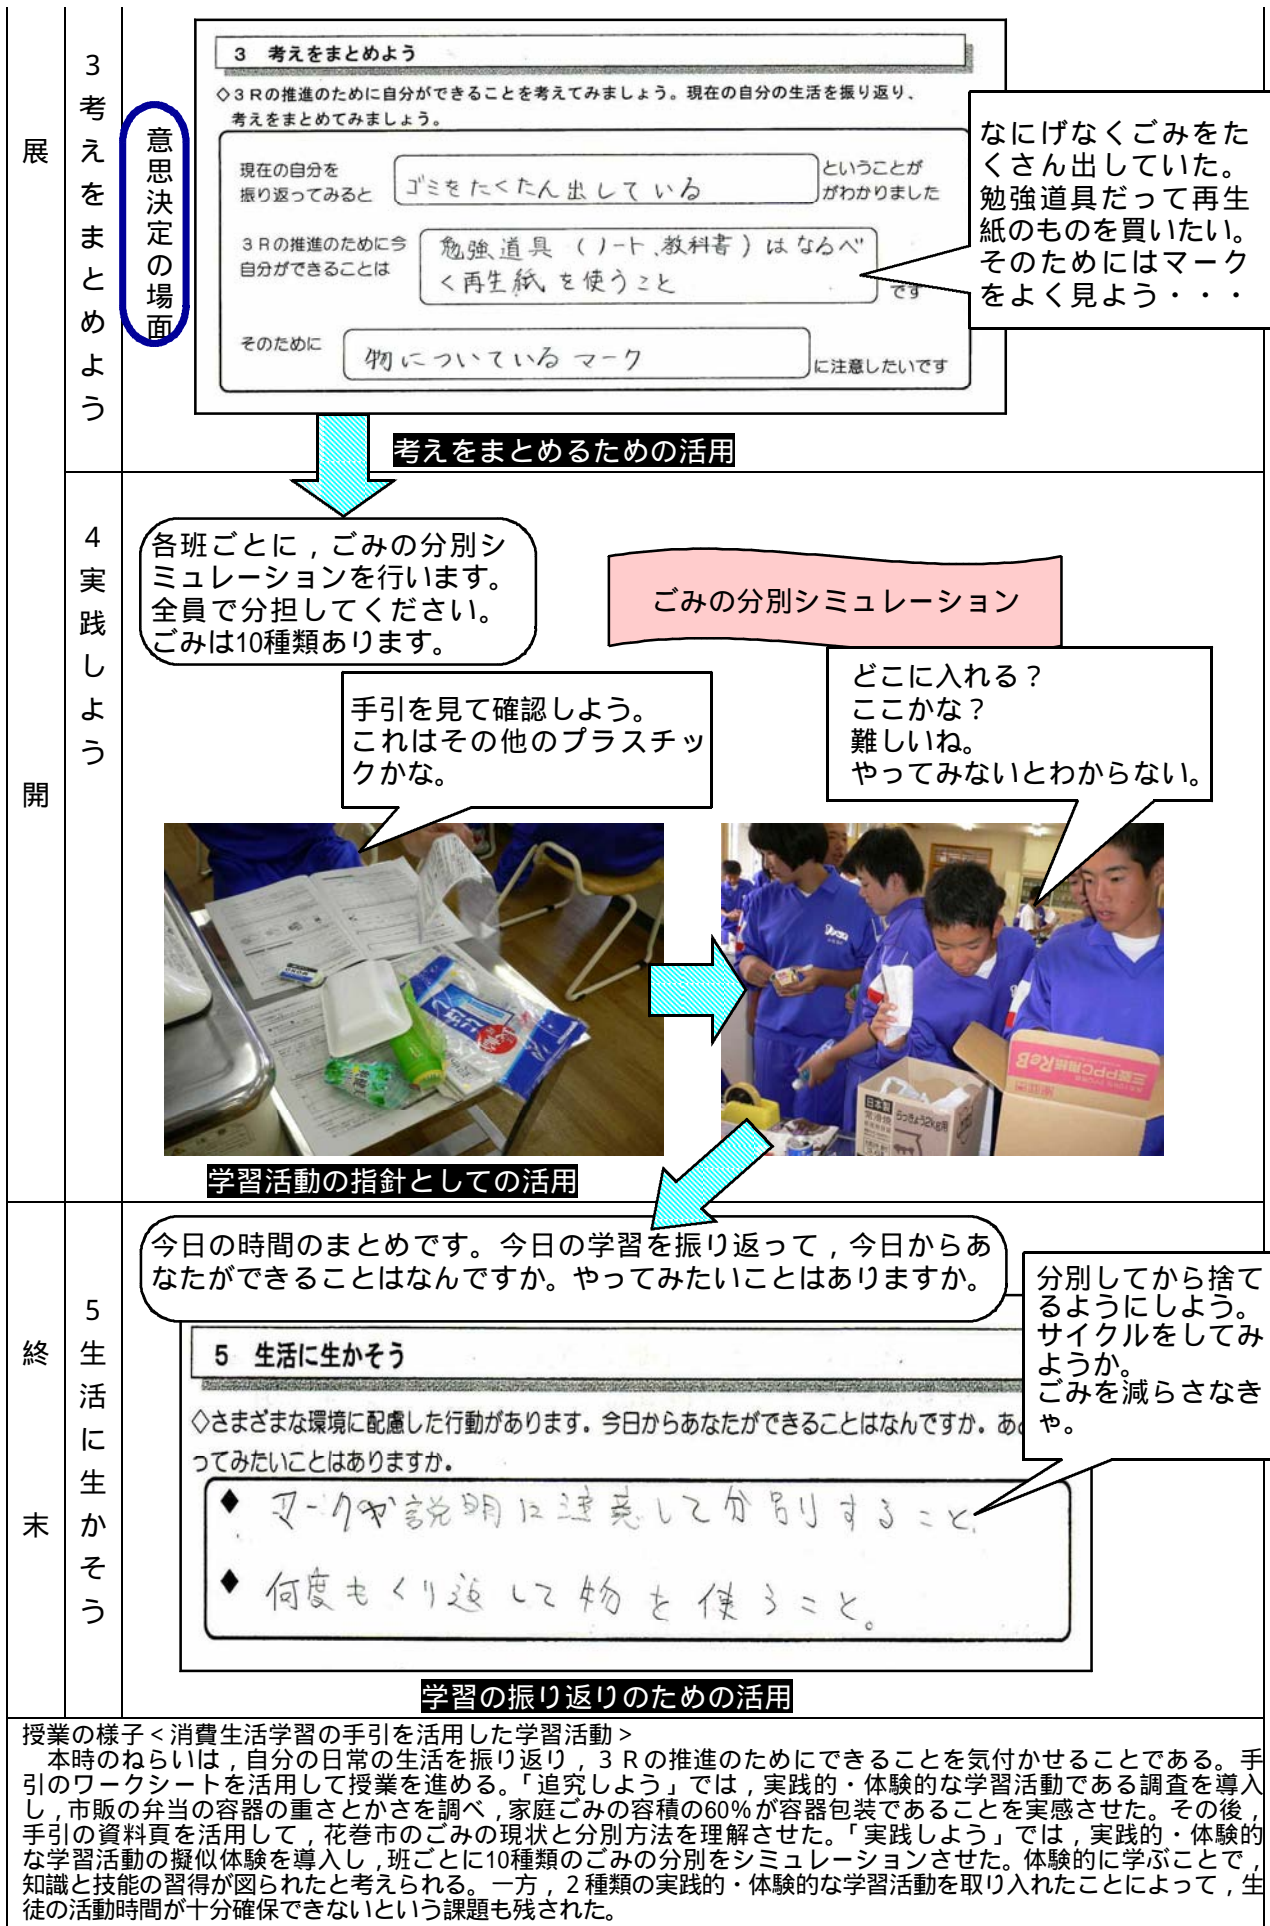 展
開
3 考えをまとめよう
意思決定の場面
3 考えをまとめよう
◇3Rの推進のために自分ができることを考えてみましょう。現在の自分の生活を振り返り、
考えをまとめてみましょう。
現在の自分を
振り返ってみると
ゴミをたくたん出している
ということが
がわかりました
3Rの推進のために今
自分ができることは
勉強道具(ノート、教科書)はなるべ
く再生紙を使うこと
です
そのために
物についているマーク
に注意したいです
なにげなくごみをた
くさん出していた。
勉強道具だって再生
紙のものを買いたい。
そのためにはマーク
をよく見よう・・・
考えをまとめるための活用
4 実践しよう
各班ごとに,ごみの分別シ
ミュレーションを行います。
全員で分担してください。
ごみは10種類あります。
ごみの分別シミュレーション
手引を見て確認しよう。
これはその他のプラスチッ
クかな。
どこに入れる?
ここかな?
難しいね。
やってみないとわからない。
日本製
常滑焼
らっきょう2kg用
三菱PPC用紙ReB
学習活動の指針としての活用
終
末
5 生活に生かそう
今日の時間のまとめです。今日の学習を振り返って,今日からあ
なたができることはなんですか。やってみたいことはありますか。
5 生活に生かそう
◇さまざまな環境に配慮した行動があります。今日からあなたができることはなんですか。あ
ってみたいことはありますか。
◆ マークや説明に注意して分別すること。
◆ 何度もくり返して物を使うこと。
分別してから捨て
るようにしよう。
サイクルをしてみ
ようか。
ごみを減らさなき
ゃ。
学習の振り返りのための活用
授業の様子<消費生活学習の手引を活用した学習活動>
本時のねらいは,自分の日常の生活を振り返り,3Rの推進のためにできることを気付かせることである。手
引のワークシートを活用して授業を進める。「追究しよう」では,実践的・体験的な学習活動である調査を導入
し,市販の弁当の容器の重さとかさを調べ,家庭ごみの容積の60%が容器包装であることを実感させた。その後,
手引の資料頁を活用して,花巻市のごみの現状と分別方法を理解させた。「実践しよう」では,実践的・体験的
な学習活動の擬似体験を導入し,班ごとに10種類のごみの分別をシミュレーションさせた。体験的に学ぶことで,
知識と技能の習得が図られたと考えられる。一方,2種類の実践的・体験的な学習活動を取り入れたことによって,生
徒の活動時間が十分確保できないという課題も残された。